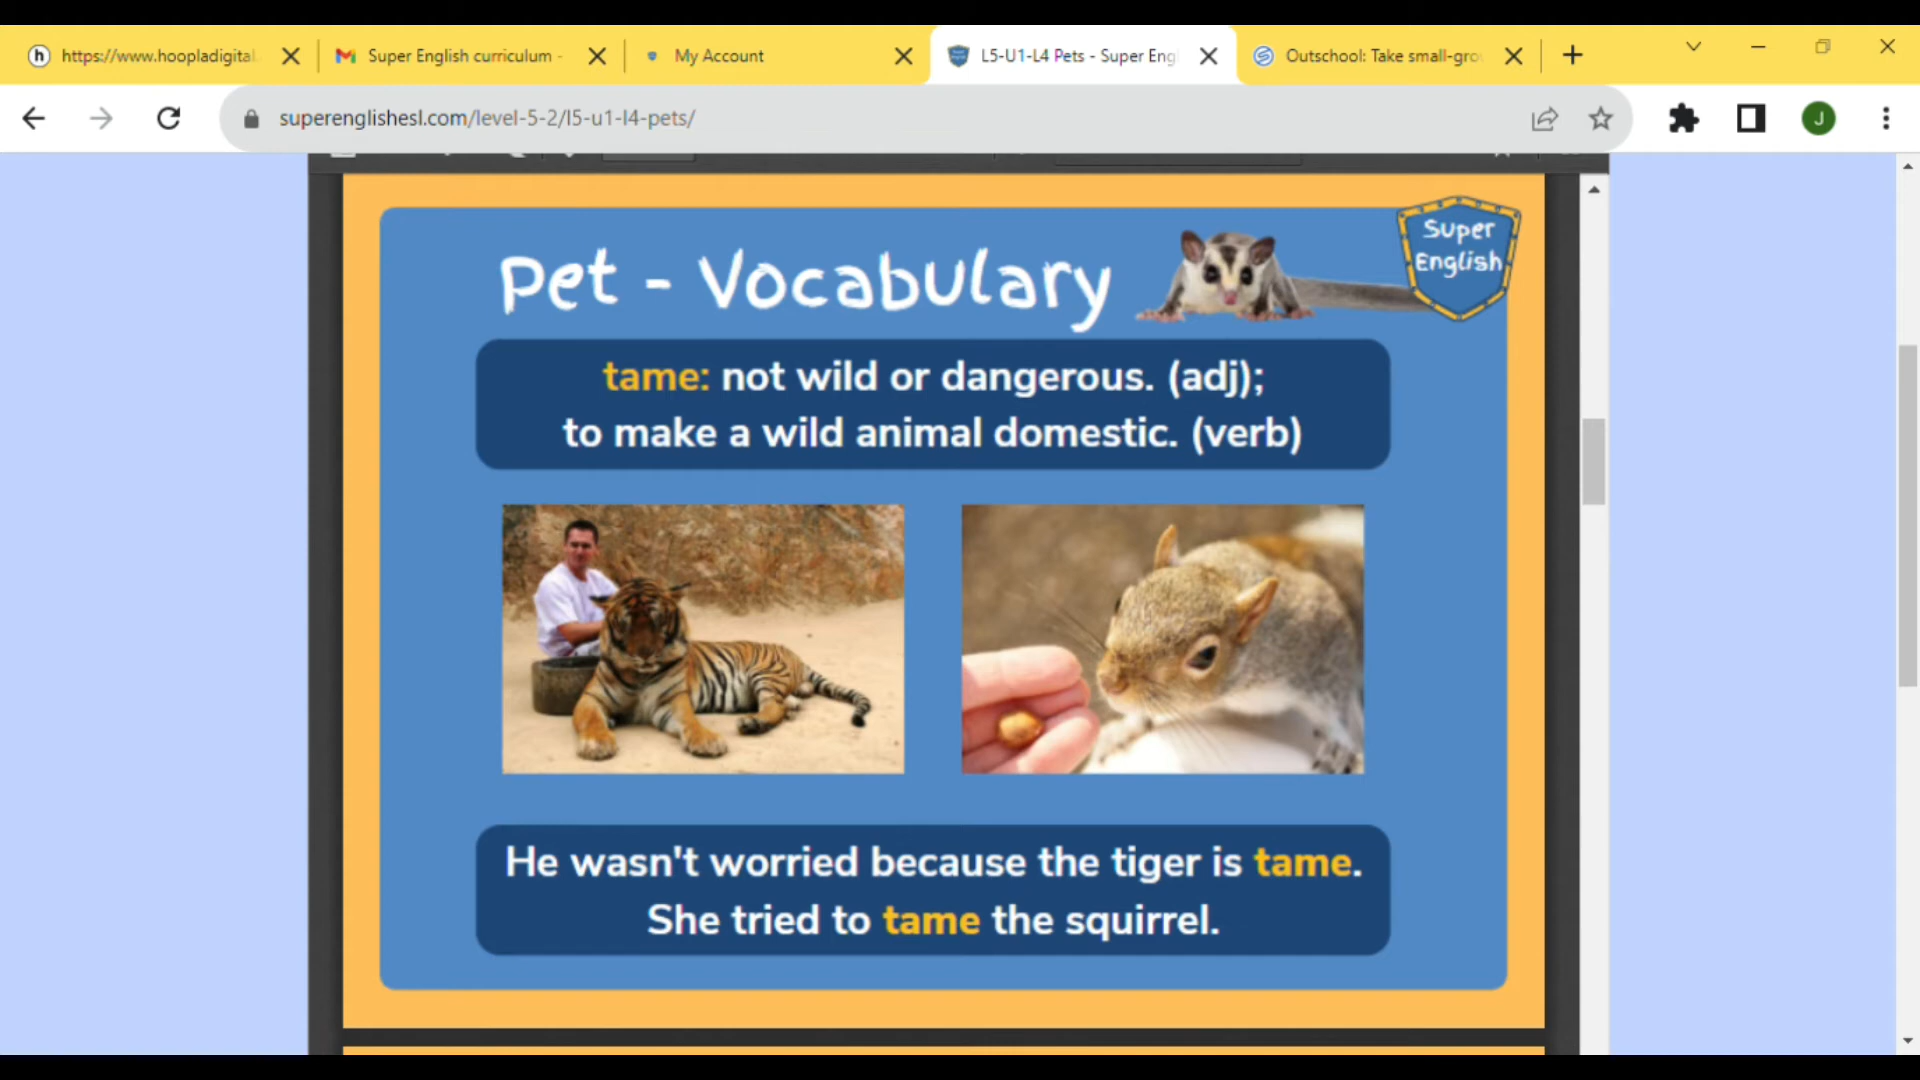 https://www.hoopladigital.
Super English curriculum -
My Account
L5-U1-L4 Pets - Super Eng
Outschool: Take small-gro
superenglishesl.com/level-5-2/l5-u1-l4-pets/
J
Pet - Vocabulary
Super
English
tame: not wild or dangerous. (adj);
to make a wild animal domestic. (verb)
He wasn't worried because the tiger is tame.
She tried to tame the squirrel.